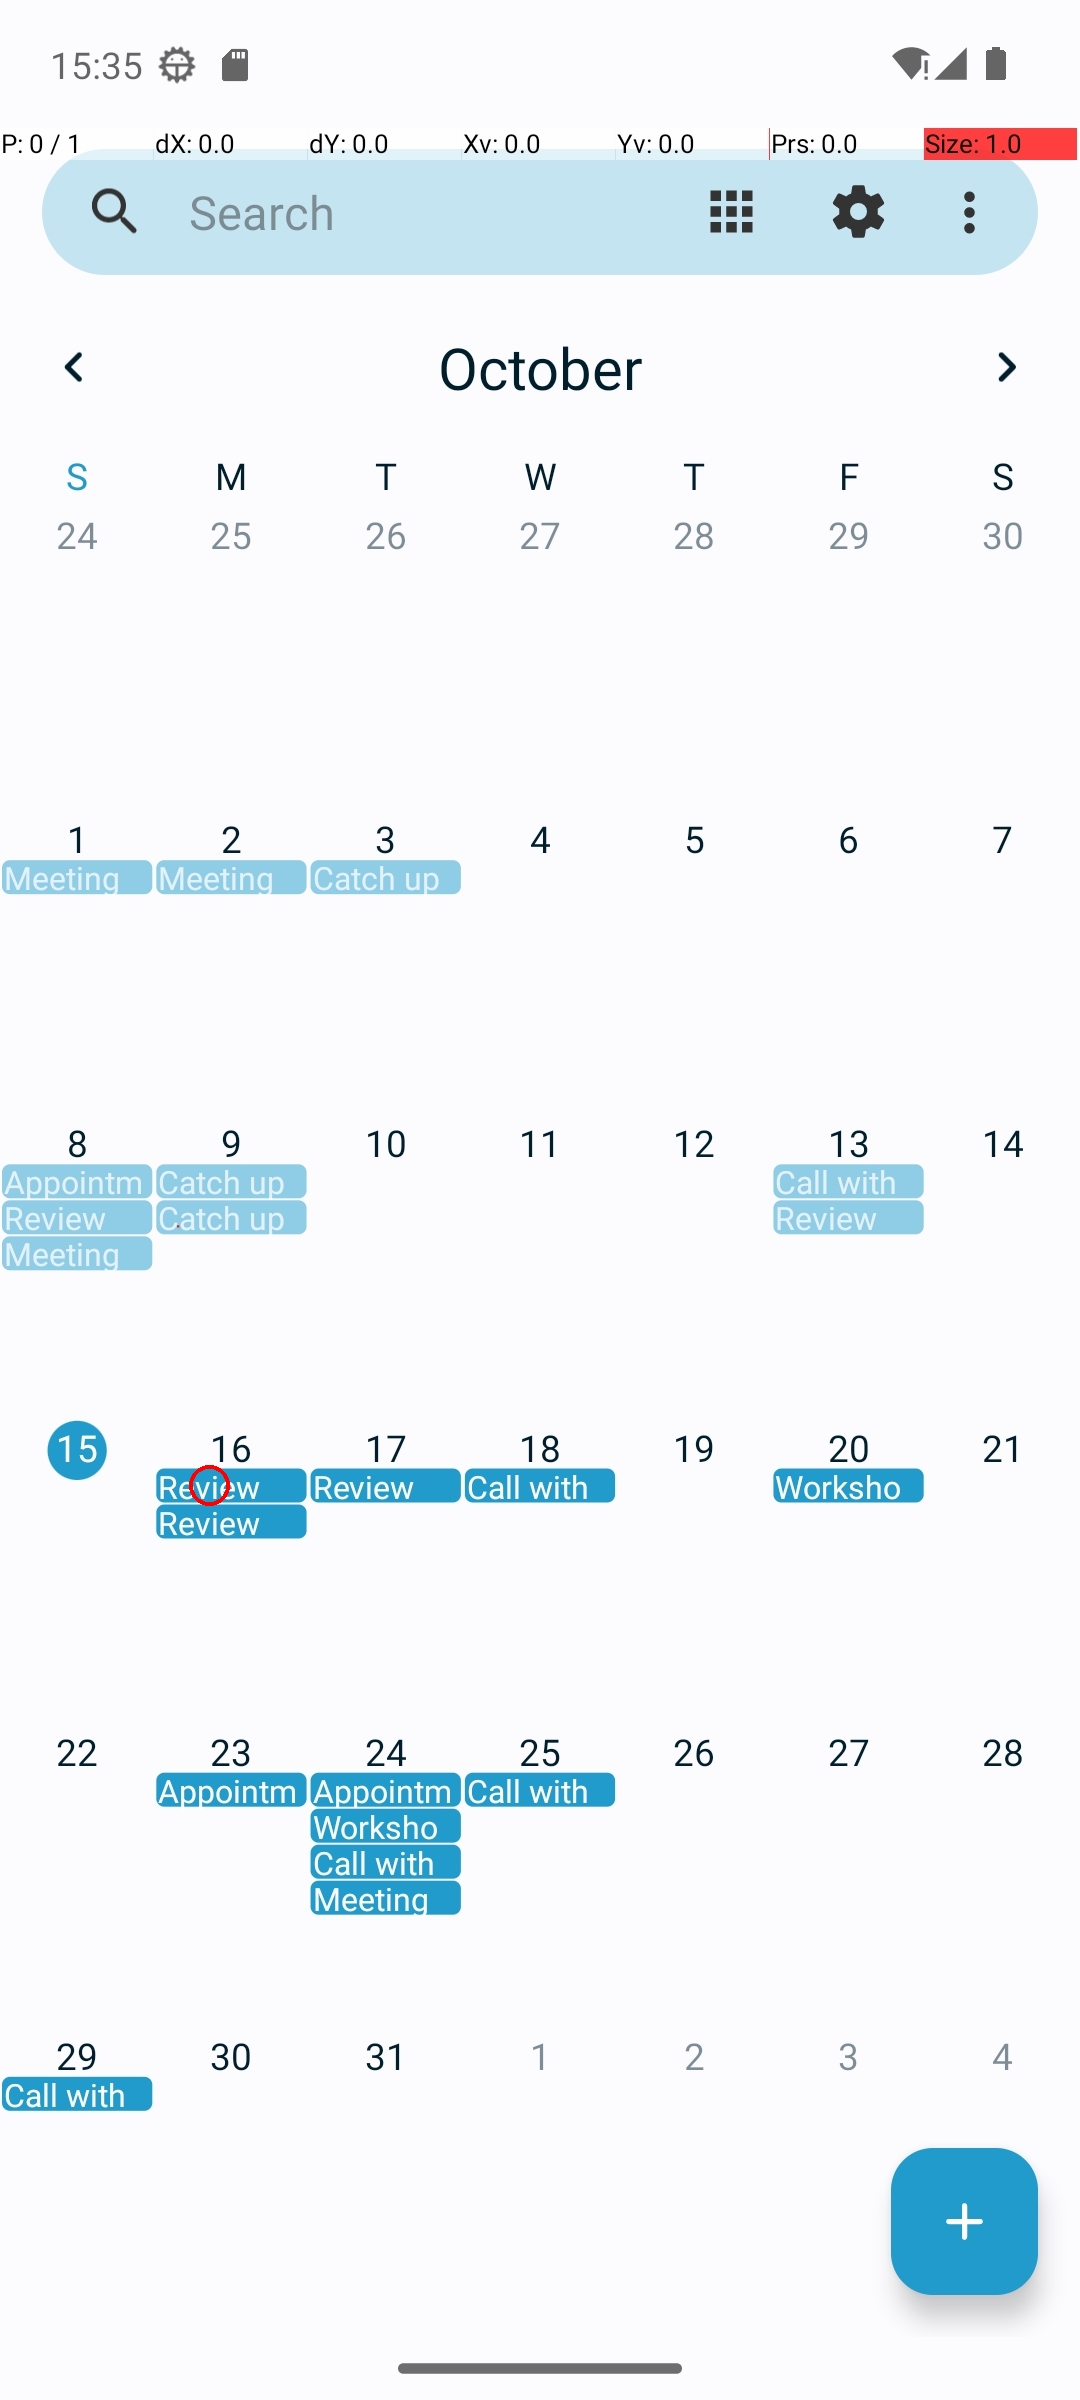 15:35
P: 0 / 1 dX: 0.0 dY: 0.0 Xv: 0.0 Yv: 0.0 Prs: 0.0 Size: 1.0
Search
October
S M T W T F S
24 25 26 27 28 29 30
1 2 3 4 5 6 7
Meeting Meeting Catch up
8 9 10 11 12 13 14
Appointm Catch up Call with
Review Catch up Review
Meeting
15 16 17 18 19 20 21
Review Review Call with Worksho
Review
22 23 24 25 26 27 28
Appointm Appointm Call with
Worksho
Call with
Meeting
29 30 31 1 2 3 4
Call with